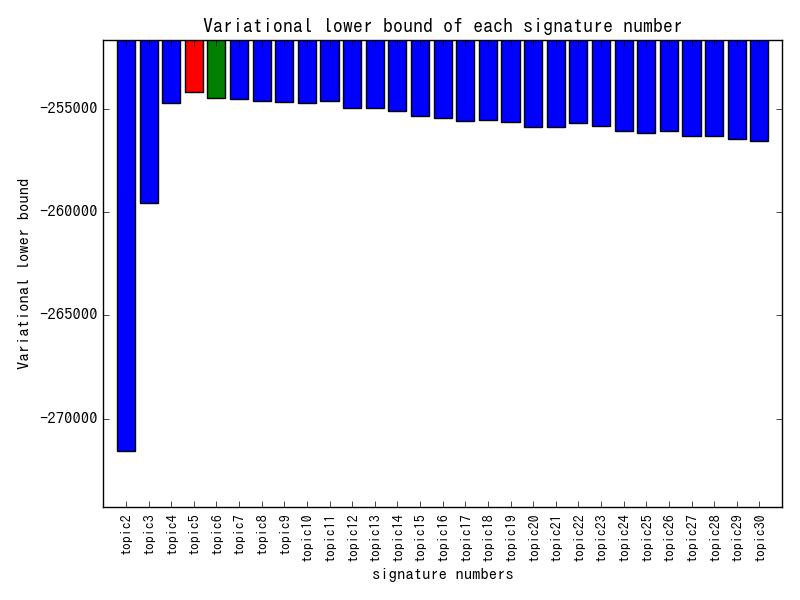 Variational lower bound of each signature number
Variational lower bound
−255000
−260000
−265000
−270000
topic2
topic3
topic4
topic5
topic6
topic7
topic8
topic9
topic10
topic11
topic12
topic13
topic14
topic15
topic16
topic17
topic18
topic19
topic20
topic21
topic22
topic23
topic24
topic25
topic26
topic27
topic28
topic29
topic30
signature numbers